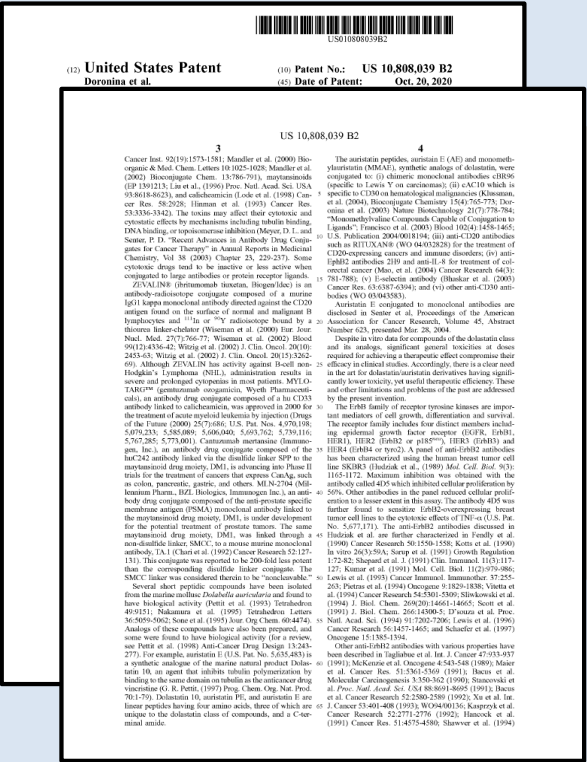 US010808039B2
(12) United States Patent
Doronina et al.
(10) Patent No.: US 10,808,039 B2
(45) Date of Patent: Oct. 20, 2020
US 10,808,039 B2
3
Cancer Inst. 92(19):1573-1581; Mandler et al. (2000) Bio-
organic & Med. Chem. Letters 10:1025-1028; Mandler et al.
(2002) Bioconjugate Chem. 13:786-791), maytansinoids
(EP 1391213; Liu et al., (1996) Proc. Natl. Acad. Sci. USA
93:8618-8623), and calicheamicin (Lode et al. (1998) Can-
cer Res. 58:2928; Hinman et al. (1993) Cancer Res.
53:3336-3342). The toxins may affect their cytotoxic and
cytostatic effects by mechanisms including tubulin binding,
DNA binding, or topoisomerase inhibition (Meyer, D. L. and
Senter, P. D. "Recent Advances in Antibody Drug Conju-
gates for Cancer Therapy" in Annual Reports in Medicinal
Chemistry, Vol 38 (2003) Chapter 23, 229-237). Some
cytotoxic drugs tend to be inactive or less active when
conjugated to large antibodies or protein receptor ligands.
ZEVALIN® (ibritumomab tiuxetan, Biogen/Idec) is an
antibody-radioisotope conjugate composed of a murine
IgG1 kappa monoclonal antibody directed against the CD20
antigen found on the surface of normal and malignant B
lymphocytes and 111In or 90Y radioisotope bound by a
thiourea linker-chelator (Wiseman et al. (2000) Eur. Jour.
Nucl. Med. 27(7):766-77; Wiseman et al. (2002) Blood
99(12):4336-42; Witzig et al. (2002) J. Clin. Oncol. 20(10):
2453-63; Witzig et al. (2002) J. Clin. Oncol. 20(15):3262-
69). Although ZEVALIN has activity against B-cell non-
Hodgkin's Lymphoma (NHL), administration results in
severe and prolonged cytopenias in most patients. MYLO-
TARG™ (gemtuzumab ozogamicin, Wyeth Pharmaceuti-
cals), an antibody drug conjugate composed of a hu CD33
antibody linked to calicheamicin, was approved in 2000 for
the treatment of acute myeloid leukemia by injection (Drugs
of the Future (2000) 25(7):686; U.S. Pat. Nos. 4,970,198;
5,079,233; 5,585,089; 5,606,040; 5,693,762; 5,739,116;
5,767,285; 5,773,001). Cantuzumab mertansine (Immuno-
gen, Inc.), an antibody drug conjugate composed of the
huC242 antibody linked via the disulfide linker SPP to the
maytansinoid drug moiety, DM1, is advancing into Phase II
trials for the treatment of cancers that express CanAg, such
as colon, pancreatic, gastric, and others. MLN-2704 (Mil-
lennium Pharm., BZL Biologics, Immunogen Inc.), an anti-
body drug conjugate composed of the anti-prostate specific
membrane antigen (PSMA) monoclonal antibody linked to
the maytansinoid drug moiety, DM1, is under development
for the potential treatment of prostate tumors. The same
maytansinoid drug moiety, DM1, was linked through a
non-disulfide linker, SMCC, to a mouse murine monoclonal
antibody, TA.1 (Chari et al. (1992) Cancer Research 52:127-
131). This conjugate was reported to be 200-fold less potent
than the corresponding disulfide linker conjugate. The
SMCC linker was considered therein to be "noncleavable."
Several short peptidic compounds have been isolated
from the marine mollusc Dolabella auricularia and found to
have biological activity (Pettit et al. (1993) Tetrahedron
49:9151; Nakamura et al. (1995) Tetrahedron Letters
36:5059-5062; Sone et al. (1995) Jour. Org Chem. 60:4474).
Analogs of these compounds have also been prepared, and
some were found to have biological activity (for a review,
see Pettit et al. (1998) Anti-Cancer Drug Design 13:243-
277). For example, auristatin E (U.S. Pat. No. 5,635,483) is
a synthetic analogue of the marine natural product Dolas-
tatin 10, an agent that inhibits tubulin polymerization by
binding to the same domain on tubulin as the anticancer drug
vincristine (G. R. Pettit, (1997) Prog. Chem. Org. Nat. Prod.
70:1-79). Dolastatin 10, auristatin PE, and auristatin E are
linear peptides having four amino acids, three of which are
unique to the dolastatin class of compounds, and a C-ter-
minal amide.
5
10
15
20
25
30
35
40
45
50
55
60
65
4
The auristatin peptides, auristain E (AE) and monometh-
ylauristatin (MMAE), synthetic analogs of dolastatin, were
conjugated to: (i) chimeric monoclonal antibodies cBR96
(specific to Lewis Y on carcinomas); (ii) cAC10 which is
specific to CD30 on hematological malignancies (Klussman,
et al. (2004), Bioconjugate Chemistry 15(4):765-773; Dor-
onina et al. (2003) Nature Biotechnology 21(7):778-784;
"Monomethylvaline Compounds Capable of Conjugation to
Ligands"; Francisco et al. (2003) Blood 102(4):1458-1465;
U.S. Publication 2004/0018194; (iii) anti-CD20 antibodies
such as RITUXAN® (WO 04/032828) for the treatment of
CD20-expressing cancers and immune disorders; (iv) anti-
EphB2 antibodies 2H9 and anti-IL-8 for treatment of col-
orectal cancer (Mao, et al. (2004) Cancer Research 64(3):
781-788); (v) E-selectin antibody (Bhaskar et al. (2003)
Cancer Res. 63:6387-6394); and (vi) other anti-CD30 anti-
bodies (WO 03/043583).
Auristatin E conjugated to monoclonal antibodies are
disclosed in Senter et al, Proceedings of the American
Association for Cancer Research, Volume 45, Abstract
Number 623, presented Mar. 28, 2004.
Despite in vitro data for compounds of the dolastatin class
and its analogs, significant general toxicities at doses
required for achieving a therapeutic effect compromise their
efficacy in clinical studies. Accordingly, there is a clear need
in the art for dolastatin/auristatin derivatives having signifi-
cantly lower toxicity, yet useful therapeutic efficiency. These
and other limitations and problems of the past are addressed
by the present invention.
The ErbB family of receptor tyrosine kinases are impor-
tant mediators of cell growth, differentiation and survival.
The receptor family includes four distinct members includ-
ing epidermal growth factor receptor (EGFR, ErbB1,
HER1), HER2 (ErbB2 or p185neu), HER3 (ErbB3) and
HER4 (ErbB4 or tyro2). A panel of anti-ErbB2 antibodies
has been characterized using the human breast tumor cell
line SKBR3 (Hudziak et al., (1989) Mol. Cell. Biol. 9(3):
1165-1172. Maximum inhibition was obtained with the
antibody called 4D5 which inhibited cellular proliferation by
56%. Other antibodies in the panel reduced cellular prolif-
eration to a lesser extent in this assay. The antibody 4D5 was
further found to sensitize ErbB2-overexpressing breast
tumor cell lines to the cytotoxic effects of TNF-α (U.S. Pat.
No. 5,677,171). The anti-ErbB2 antibodies discussed in
Hudziak et al. are further characterized in Fendly et al.
(1990) Cancer Research 50:1550-1558; Kotts et al. (1990)
In vitro 26(3):59A; Sarup et al. (1991) Growth Regulation
1:72-82; Shepard et al. J. (1991) Clin. Immunol. 11(3):117-
127; Kumar et al. (1991) Mol. Cell. Biol. 11(2):979-986;
Lewis et al. (1993) Cancer Immunol. Immunother. 37:255-
263; Pietras et al. (1994) Oncogene 9:1829-1838; Vitetta et
al. (1994) Cancer Research 54:5301-5309; Sliwkowski et al.
(1994) J. Biol. Chem. 269(20):14661-14665; Scott et al.
(1991) J. Biol. Chem. 266:14300-5; D'souza et al. Proc.
Natl. Acad. Sci. (1994) 91:7202-7206; Lewis et al. (1996)
Cancer Research 56:1457-1465; and Schaefer et al. (1997)
Oncogene 15:1385-1394.
Other anti-ErbB2 antibodies with various properties have
been described in Tagliabue et al. Int. J. Cancer 47:933-937
(1991); McKenzie et al. Oncogene 4:543-548 (1989); Maier
et al. Cancer Res. 51:5361-5369 (1991); Bacus et al.
Molecular Carcinogenesis 3:350-362 (1990); Stancovski et
al. Proc. Natl. Acad. Sci. USA 88:8691-8695 (1991); Bacus
et al. Cancer Research 52:2580-2589 (1992); Xu et al. Int.
J. Cancer 53:401-408 (1993); WO94/00136; Kasprzyk et al.
Cancer Research 52:2771-2776 (1992); Hancock et al.
(1991) Cancer Res. 51:4575-4580; Shawver et al. (1994)